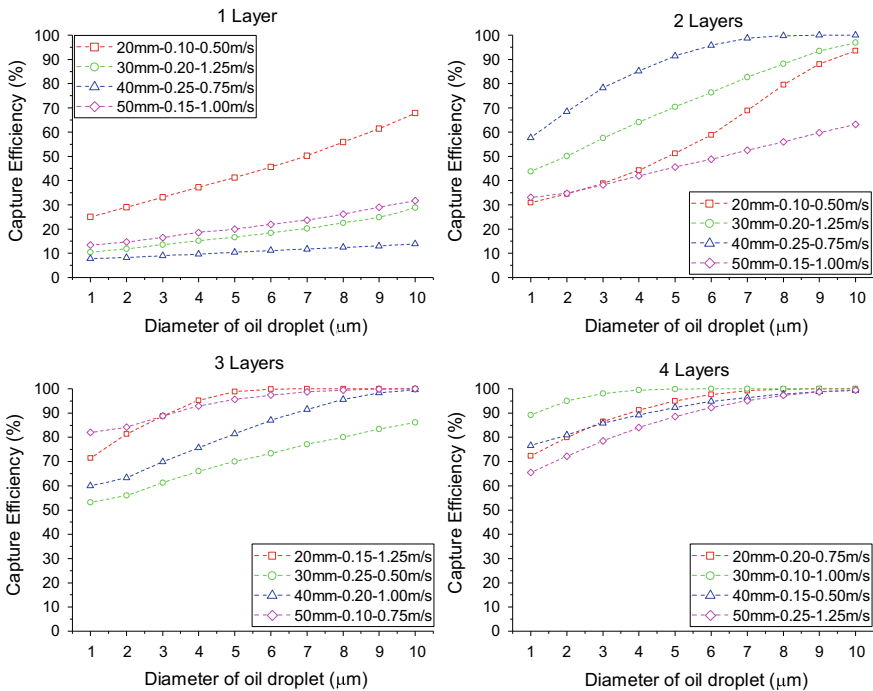 1 Layer
Capture Efficiency (%)
100
90
80
70
60
50
40
30
20
10
0
20mm-0.10-0.50m/s
30mm-0.20-1.25m/s
40mm-0.25-0.75m/s
50mm-0.15-1.00m/s
1 2 3 4 5 6 7 8 9 10
Diameter of oil droplet (μm)
2 Layers
Capture Efficiency (%)
100
90
80
70
60
50
40
30
20
10
0
20mm-0.10-0.50m/s
30mm-0.20-1.25m/s
40mm-0.25-0.75m/s
50mm-0.15-1.00m/s
1 2 3 4 5 6 7 8 9 10
Diameter of oil droplet (μm)
3 Layers
Capture Efficiency (%)
100
90
80
70
60
50
40
30
20
10
0
20mm-0.15-1.25m/s
30mm-0.25-0.50m/s
40mm-0.20-1.00m/s
50mm-0.10-0.75m/s
1 2 3 4 5 6 7 8 9 10
Diameter of oil droplet (μm)
4 Layers
Capture Efficiency (%)
100
90
80
70
60
50
40
30
20
10
0
20mm-0.20-0.75m/s
30mm-0.10-1.00m/s
40mm-0.15-0.50m/s
50mm-0.25-1.25m/s
1 2 3 4 5 6 7 8 9 10
Diameter of oil droplet (μm)